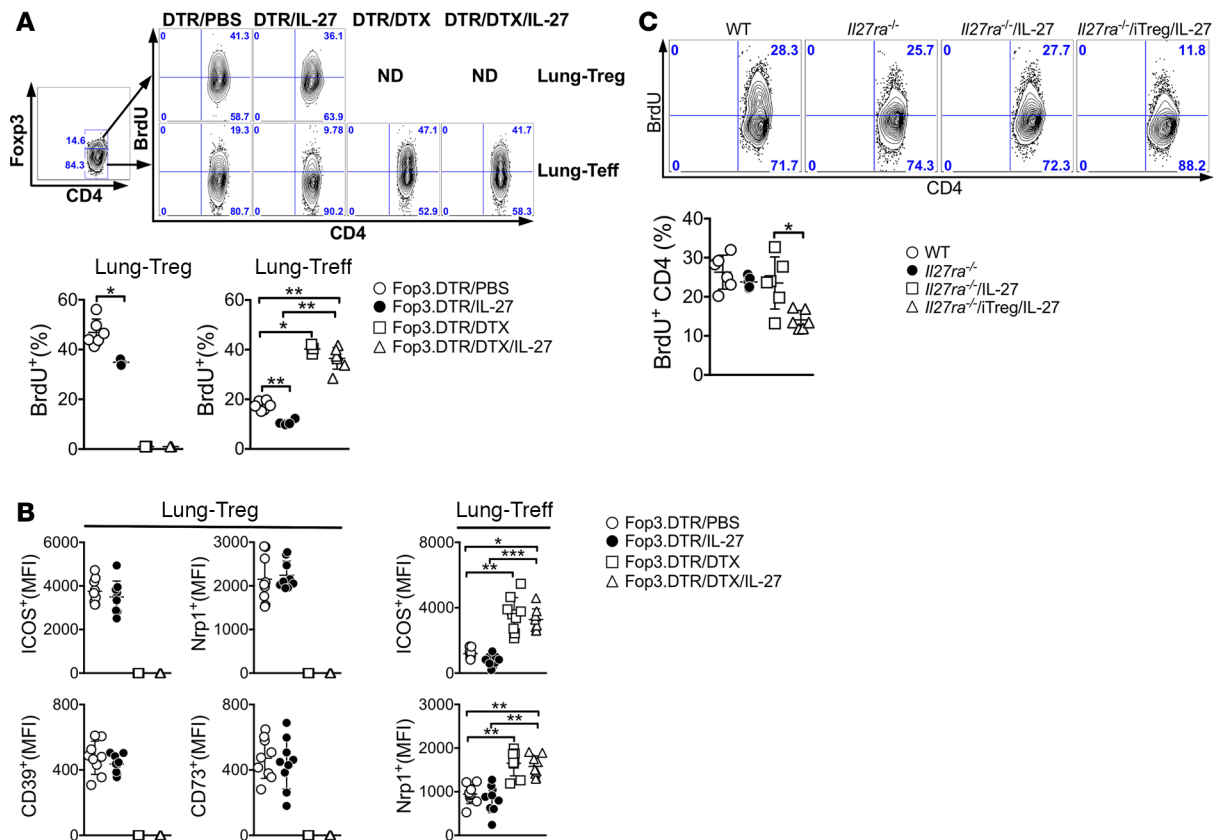 A
DTR/PBS DTR/IL-27 DTR/DTX DTR/DTX/IL-27
0 41.3 0 36.1
ND ND Lung-Treg
0 58.7 0 63.9
Foxp3
BrdU
14.6
84.3
CD4
0 19.3 0 9.78 0 47.1 0 41.7
Lung-Teff
0 80.7 0 90.2 0 52.9 0 58.3
CD4
Lung-Treg
BrdU+(%)
60
40
20
0
*
Lung-Treff
BrdU+(%)
60
40
20
0
**
**
*
**
Fop3.DTR/PBS
Fop3.DTR/IL-27
Fop3.DTR/DTX
Fop3.DTR/DTX/IL-27
C
WT Il27ra-/- Il27ra-/-/IL-27 Il27ra-/-/iTreg/IL-27
0 28.3 0 25.7 0 27.7 0 11.8
BrdU
0 71.7 0 74.3 0 72.3 0 88.2
CD4
BrdU+ CD4 (%)
40
30
20
10
0
*
WT
Il27ra-/-
Il27ra-/-/IL-27
Il27ra-/-/iTreg/IL-27
B
Lung-Treg
ICOS+(MFI)
6000
4000
2000
0
Nrp1+(MFI)
3000
2000
1000
0
CD39+(MFI)
800
400
0
CD73+(MFI)
800
400
0
Lung-Treff
ICOS+(MFI)
8000
4000
0
*
***
**
Nrp1+(MFI)
3000
2000
1000
0
**
**
**
Fop3.DTR/PBS
Fop3.DTR/IL-27
Fop3.DTR/DTX
Fop3.DTR/DTX/IL-27